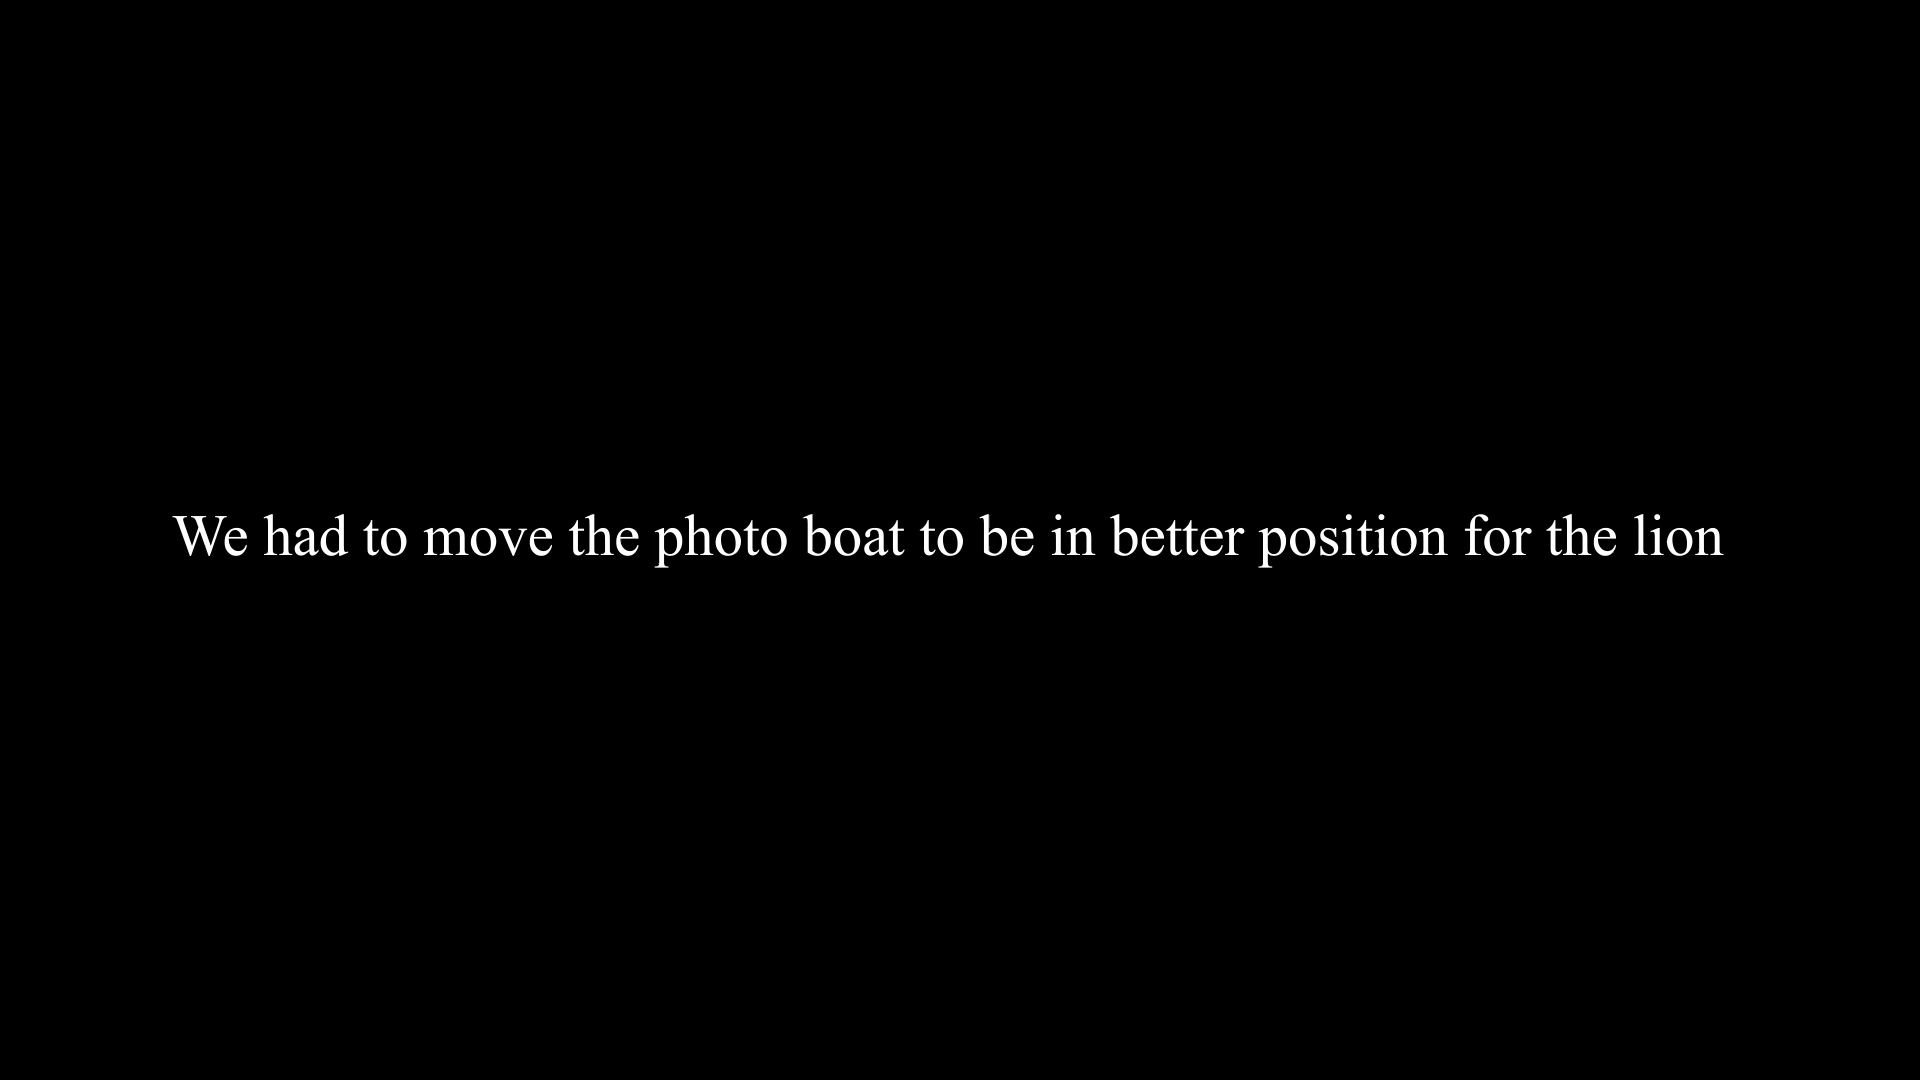 We had to move the photo boat to be in better position for the lion